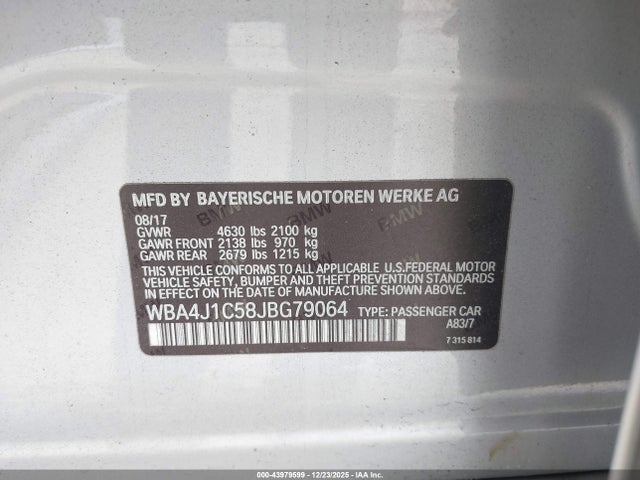 MFD BY BAYERISCHE MOTOREN WERKE AG
08/17
GVWR 4630 lbs 2100 kg
GAWR FRONT 2138 lbs 970 kg
GAWR REAR 2679 lbs 1215 kg
THIS VEHICLE CONFORMS TO ALL APPLICABLE U.S.FEDERAL MOTOR
VEHICLE SAFETY, BUMPER AND THEFT PREVENTION STANDARDS
IN EFFECT ON THE DATE OF MANUFACTURE SHOWN ABOVE.
WBA4J1C58JBG79064 TYPE: PASSENGER CAR
A83/7
7 315 814
000-43979599 - 12/23/2025 - IAA Inc.